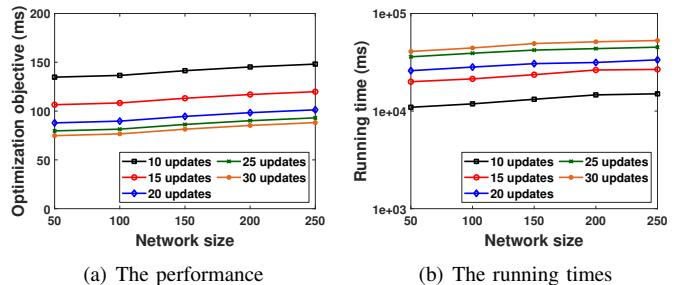 Optimization objective (ms)
200
150
100
50
0
10 updates
15 updates
20 updates
25 updates
30 updates
50 100 150 200 250
Network size
(a) The performance
Running time (ms)
1e+05
1e+04
1e+03
10 updates
15 updates
20 updates
25 updates
30 updates
50 100 150 200 250
Network size
(b) The running times